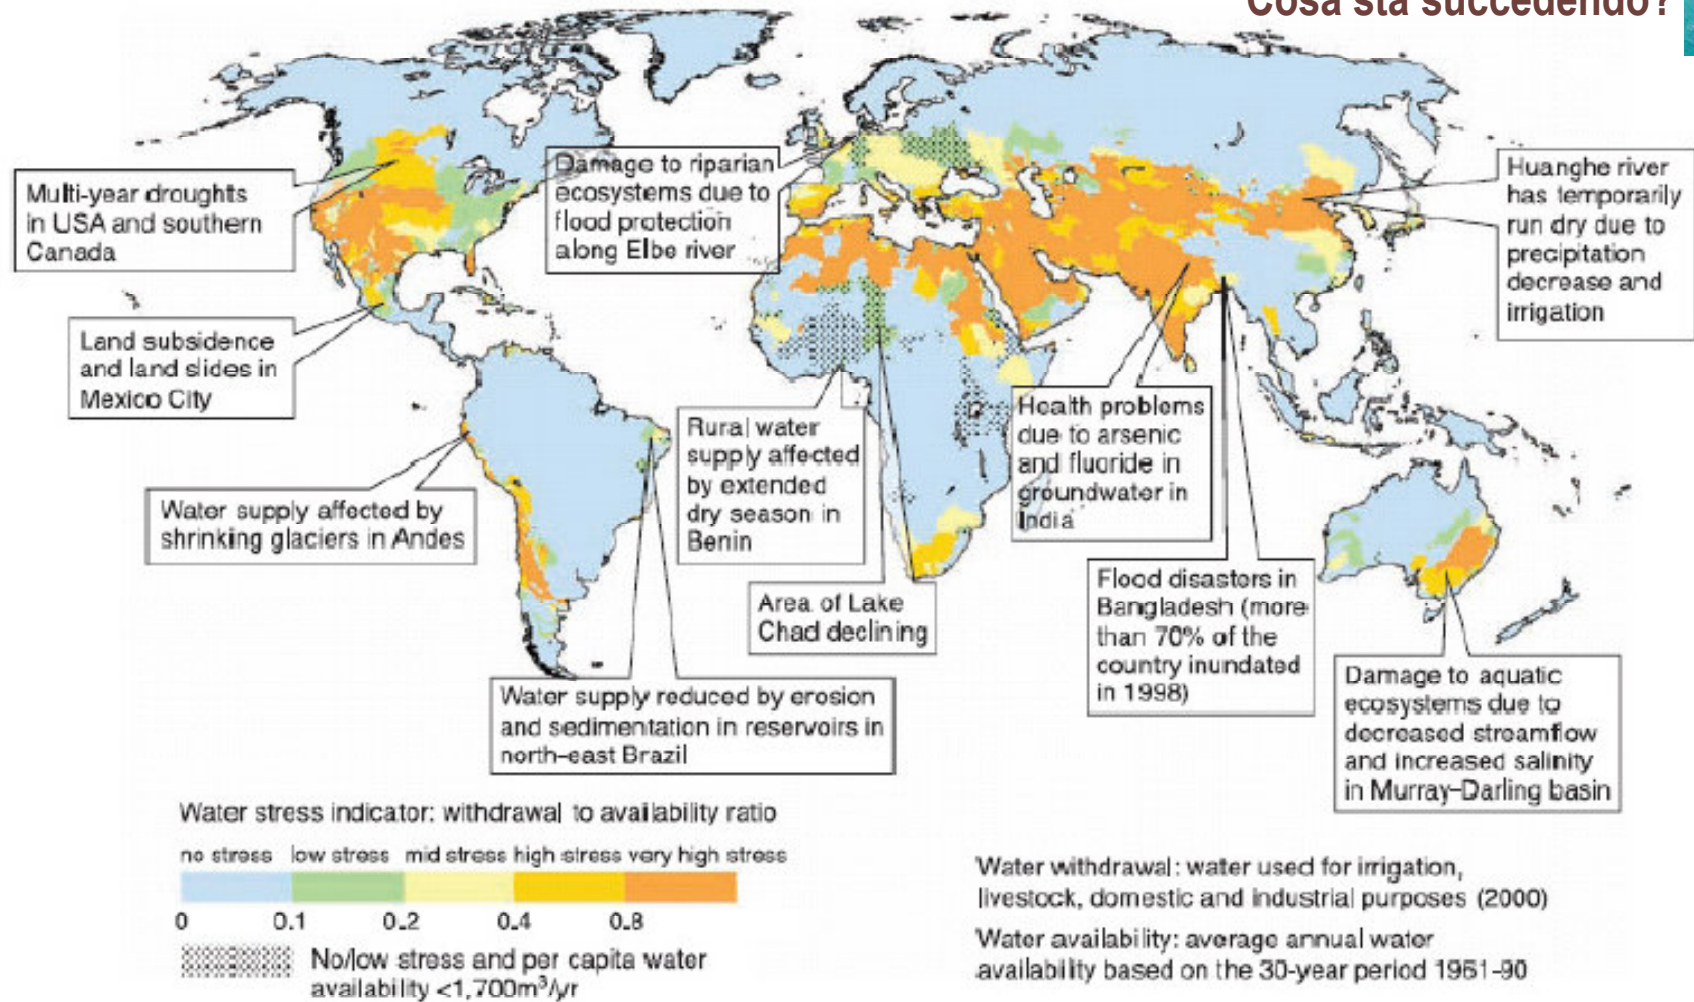 Cosa sta succedendo?
Multi-year droughts
in USA and southern
Canada
Damage to riparian
ecosystems due to
flood protection
along Elbe river
Huanghe river
has temporarily
run dry due to
precipitation
decrease and
irrigation
Land subsidence
and land slides in
Mexico City
Water supply affected by
shrinking glaciers in Andes
Rural water
supply affected
by extended
dry season in
Benin
Health problems
due to arsenic
and fluoride in
groundwater in
India
Area of Lake
Chad declining
Flood disasters in
Bangladesh (more
than 70% of the
country inundated
in 1998)
Water supply reduced by erosion
and sedimentation in reservoirs in
north-east Brazil
Damage to aquatic
ecosystems due to
decreased streamflow
and increased salinity
in Murray-Darling basin
Water stress indicator: withdrawal to availability ratio
no stress low stress mid stress high stress very high stress
0 0.1 0.2 0.4 0.8
No/low stress and per capita water
availability <1,700m³/yr
Water withdrawal: water used for irrigation,
livestock, domestic and industrial purposes (2000)
Water availability: average annual water
availability based on the 30-year period 1961-90